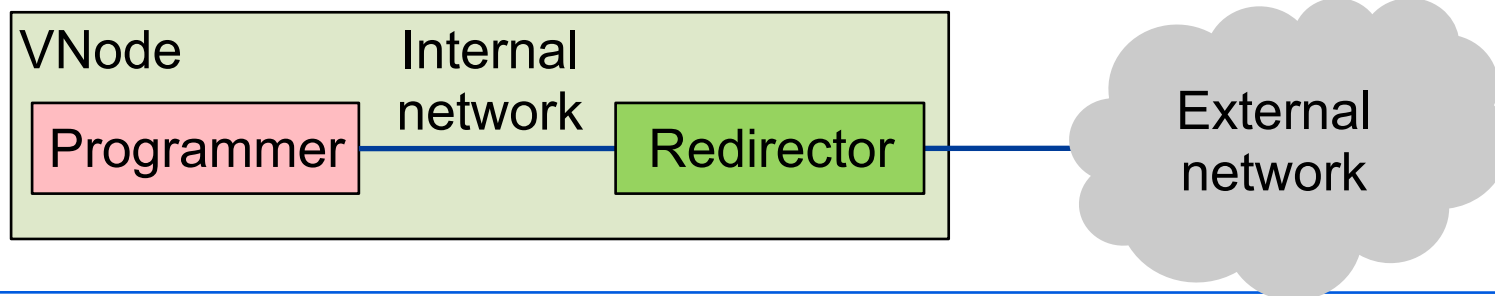 VNode
Internal
network
Programmer
Redirector
External
network